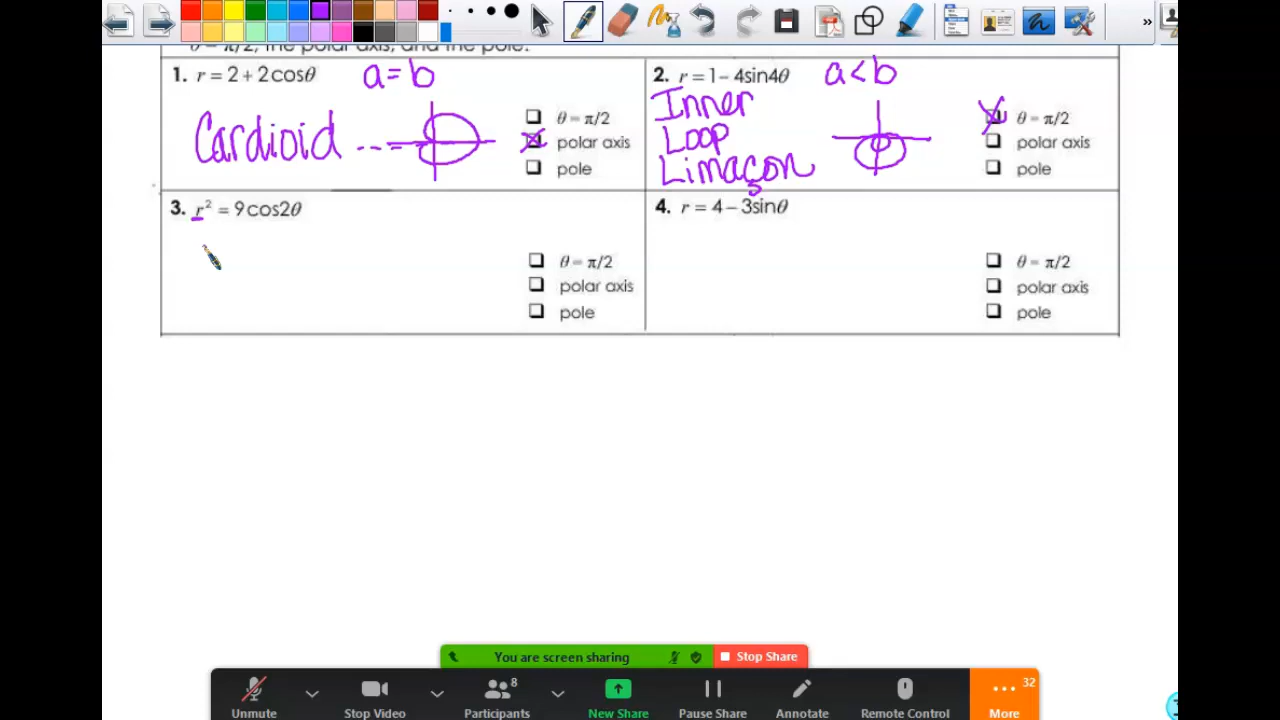 θ = π/2, the polar axis, and the pole.
1. r = 2 + 2cosθ
a = b
Cardioid
θ = π/2
polar axis
pole
2. r = 1 – 4sin4θ
a < b
Inner
Loop
Limaçon
θ = π/2
polar axis
pole
3. r² = 9cos2θ
θ = π/2
polar axis
pole
4. r = 4 – 3sinθ
θ = π/2
polar axis
pole
You are screen sharing
Stop Share
8
32
Unmute
Stop Video
Participants
New Share
Pause Share
Annotate
Remote Control
More